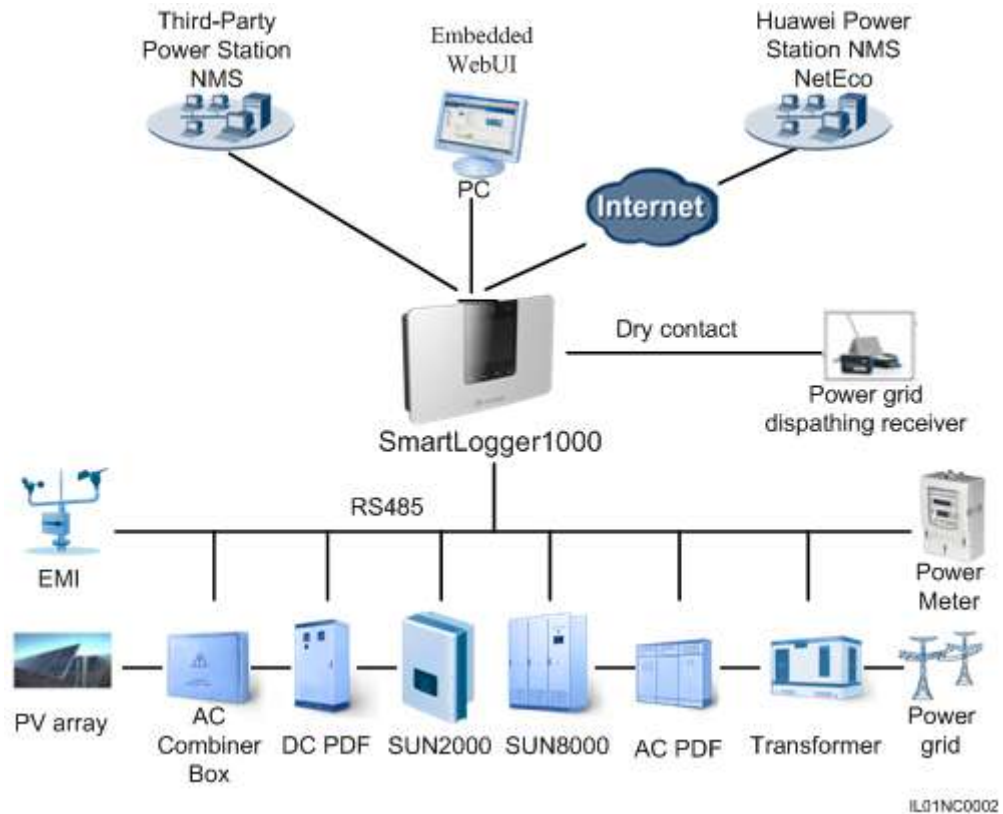 Third-Party
Power Station
NMS
Embedded
WebUI
Huawei Power
Station NMS
NetEco
PC
Internet
Dry contact
Power grid
dispathing receiver
SmartLogger1000
RS485
EMI
Power
Meter
PV array
AC
Combiner
Box
DC PDF
SUN2000
SUN8000
AC PDF
Transformer
Power
grid
IL01NC0002